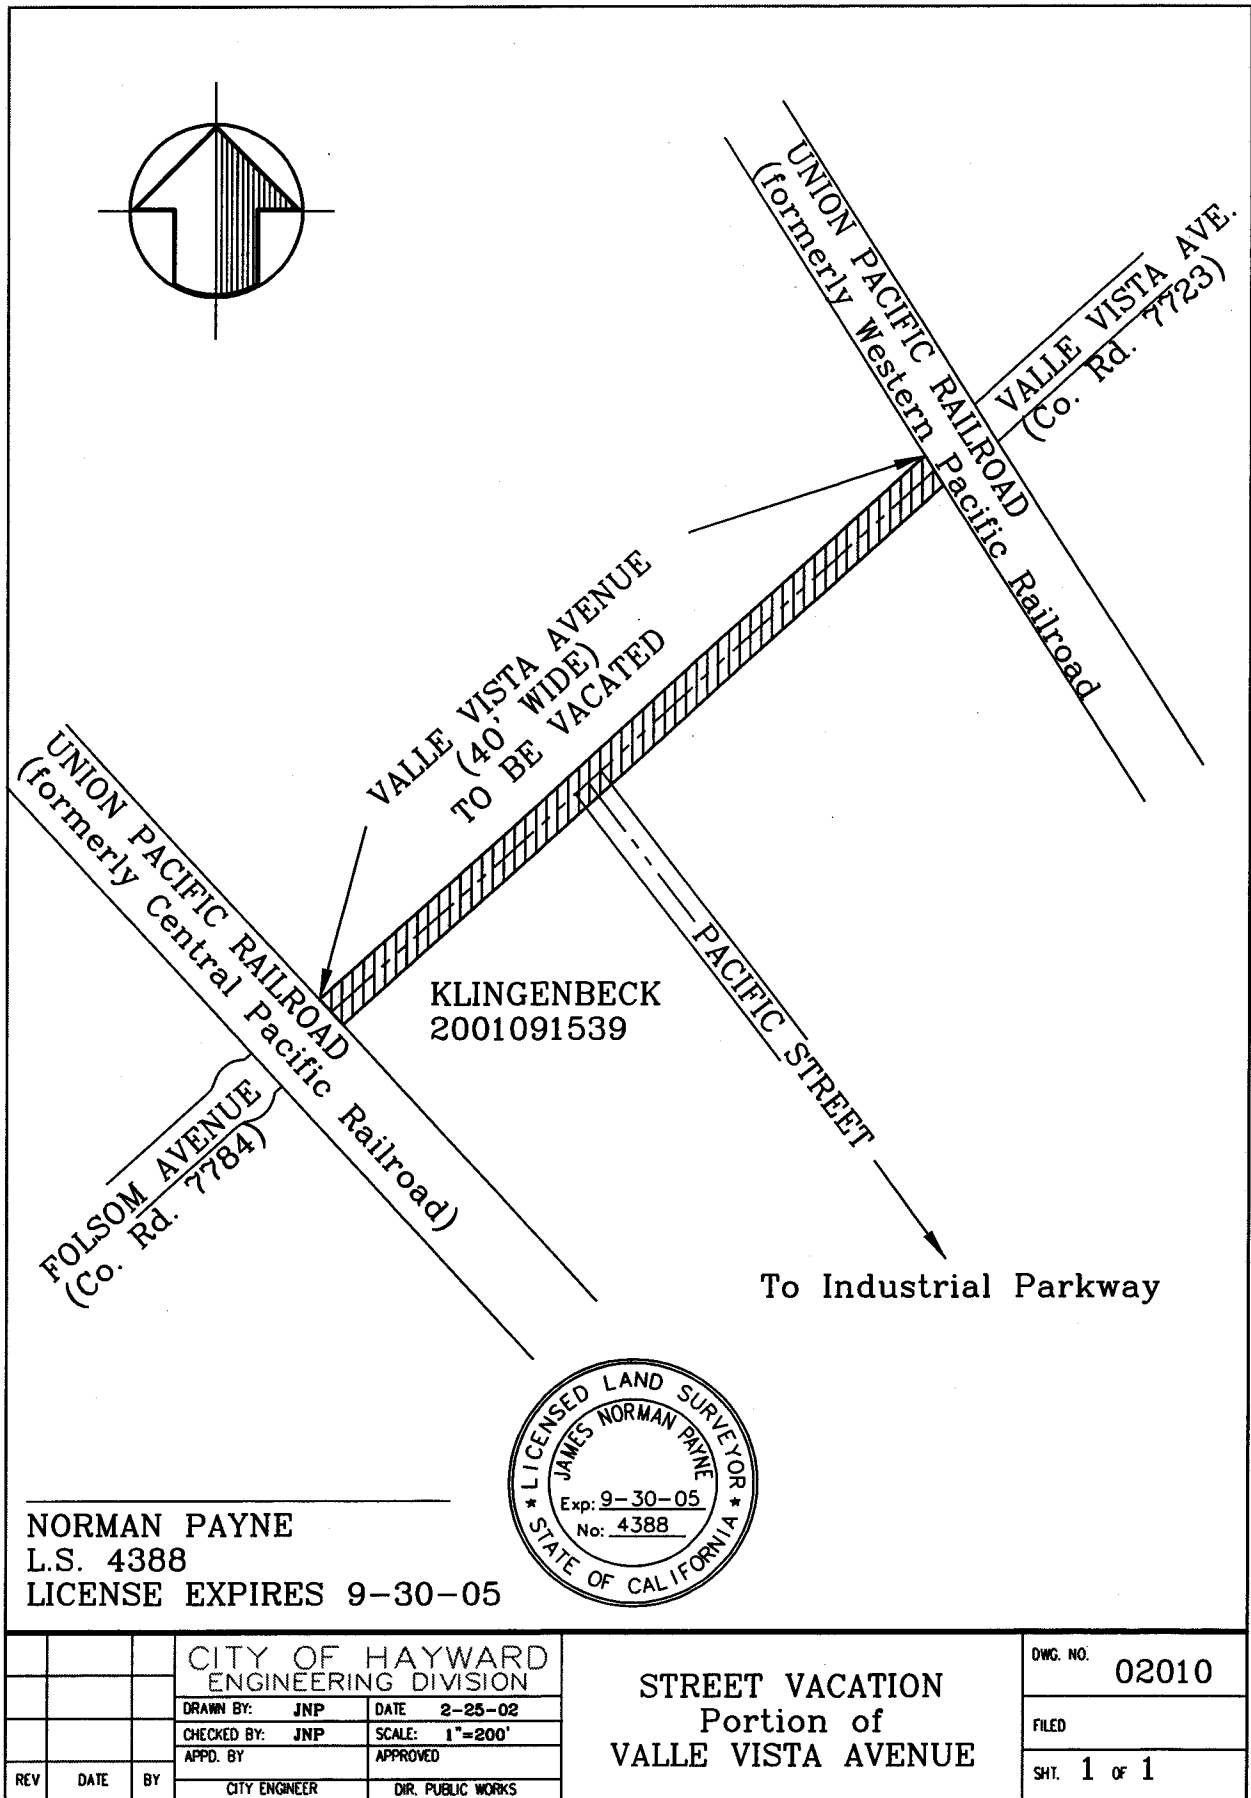 UNION PACIFIC RAILROAD
(formerly Western Pacific Railroad
VALLE VISTA AVE.
(Co. Rd. 7723)
VALLE VISTA AVENUE
(40' WIDE)
TO BE VACATED
UNION PACIFIC RAILROAD
(formerly Central Pacific Railroad)
KLINGENBECK
2001091539
PACIFIC STREET
FOLSOM AVENUE
(Co. Rd. 7784)
To Industrial Parkway
LICENSED LAND SURVEYOR
JAMES NORMAN PAYNE
Exp: 9-30-05
No: 4388
* STATE OF CALIFORNIA *
NORMAN PAYNE
L.S. 4388
LICENSE EXPIRES 9-30-05
REV DATE BY
CITY OF HAYWARD
ENGINEERING DIVISION
DRAWN BY: JNP DATE 2-25-02
CHECKED BY: JNP SCALE: 1"=200'
APPD. BY APPROVED
CITY ENGINEER DIR. PUBLIC WORKS
STREET VACATION
Portion of
VALLE VISTA AVENUE
DWG. NO. 02010
FILED
SHT. 1 OF 1